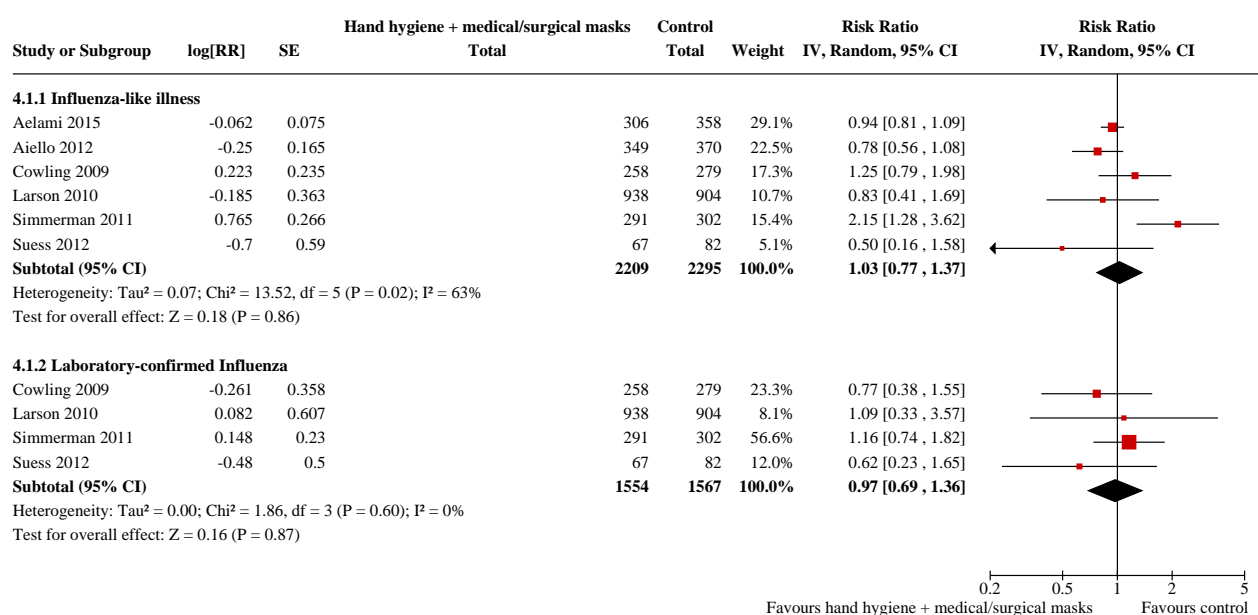 Hand hygiene + medical/surgical masks Control Risk Ratio Risk Ratio
Study or Subgroup log[RR] SE Total Total Weight IV, Random, 95% CI IV, Random, 95% CI
4.1.1 Influenza-like illness
Aelami 2015 -0.062 0.075 306 358 29.1% 0.94 [0.81 , 1.09]
Aiello 2012 -0.25 0.165 349 370 22.5% 0.78 [0.56 , 1.08]
Cowling 2009 0.223 0.235 258 279 17.3% 1.25 [0.79 , 1.98]
Larson 2010 -0.185 0.363 938 904 10.7% 0.83 [0.41 , 1.69]
Simmerman 2011 0.765 0.266 291 302 15.4% 2.15 [1.28 , 3.62]
Suess 2012 -0.7 0.59 67 82 5.1% 0.50 [0.16 , 1.58]
Subtotal (95% CI) 2209 2295 100.0% 1.03 [0.77 , 1.37]
Heterogeneity: Tau² = 0.07; Chi² = 13.52, df = 5 (P = 0.02); I² = 63%
Test for overall effect: Z = 0.18 (P = 0.86)
4.1.2 Laboratory-confirmed Influenza
Cowling 2009 -0.261 0.358 258 279 23.3% 0.77 [0.38 , 1.55]
Larson 2010 0.082 0.607 938 904 8.1% 1.09 [0.33 , 3.57]
Simmerman 2011 0.148 0.23 291 302 56.6% 1.16 [0.74 , 1.82]
Suess 2012 -0.48 0.5 67 82 12.0% 0.62 [0.23 , 1.65]
Subtotal (95% CI) 1554 1567 100.0% 0.97 [0.69 , 1.36]
Heterogeneity: Tau² = 0.00; Chi² = 1.86, df = 3 (P = 0.60); I² = 0%
Test for overall effect: Z = 0.16 (P = 0.87)
0.2 0.5 1 2 5
Favours hand hygiene + medical/surgical masks Favours control